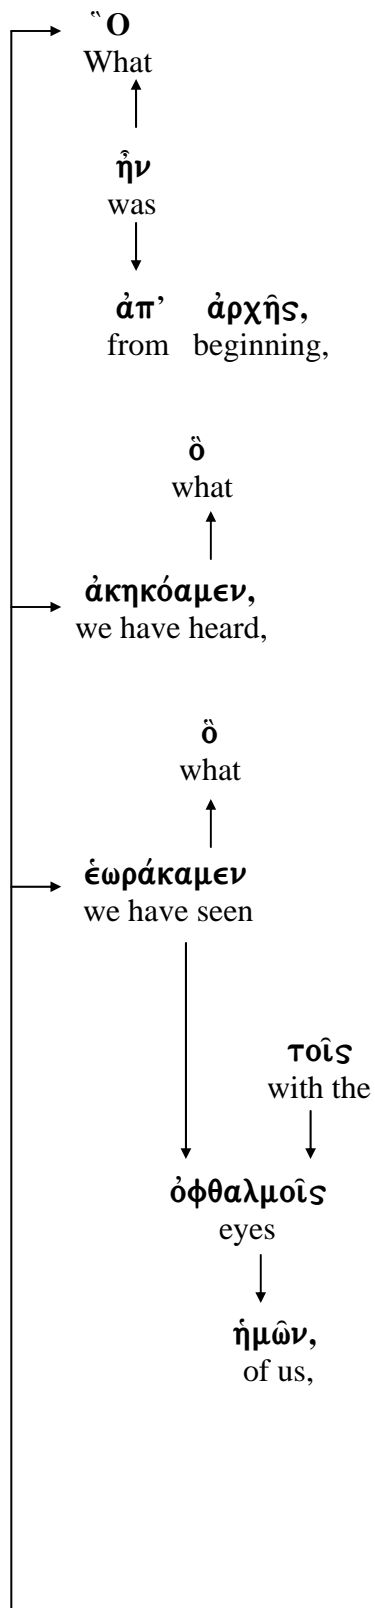 Ὃ
What
ἦν
was
ἀπ’ ἀρχῆς,
from beginning,
ὃ
what
ἀκηκόαμεν,
we have heard,
ὃ
what
ἑωράκαμεν
we have seen
τοῖς
with the
ὀφθαλμοῖς
eyes
ἡμῶν,
of us,